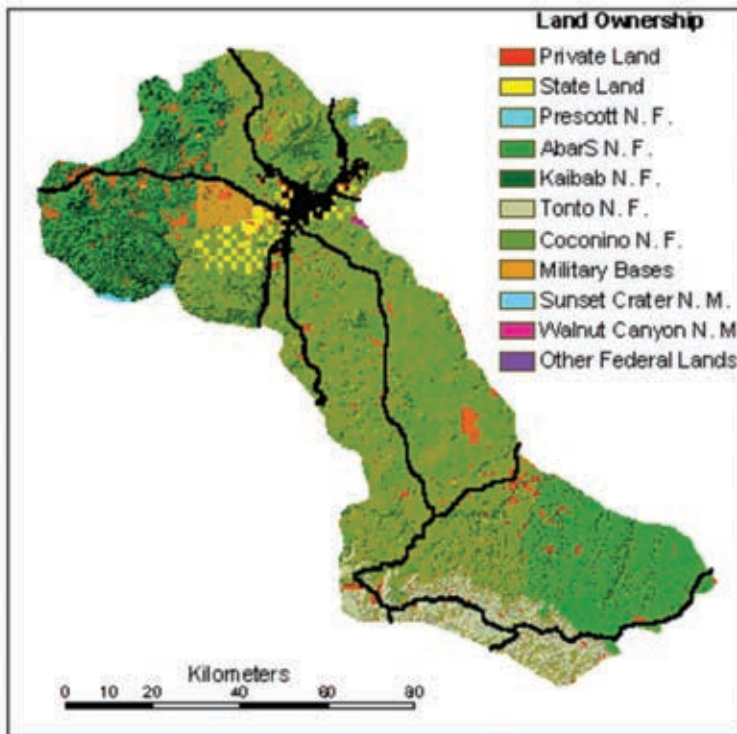 Land Ownership
Private Land
State Land
Prescott N. F.
AbarS N. F.
Kaibab N. F.
Tonto N. F.
Coconino N. F.
Military Bases
Sunset Crater N. M.
Walnut Canyon N. M
Other Federal Lands
Kilometers
0 20 40 60 80